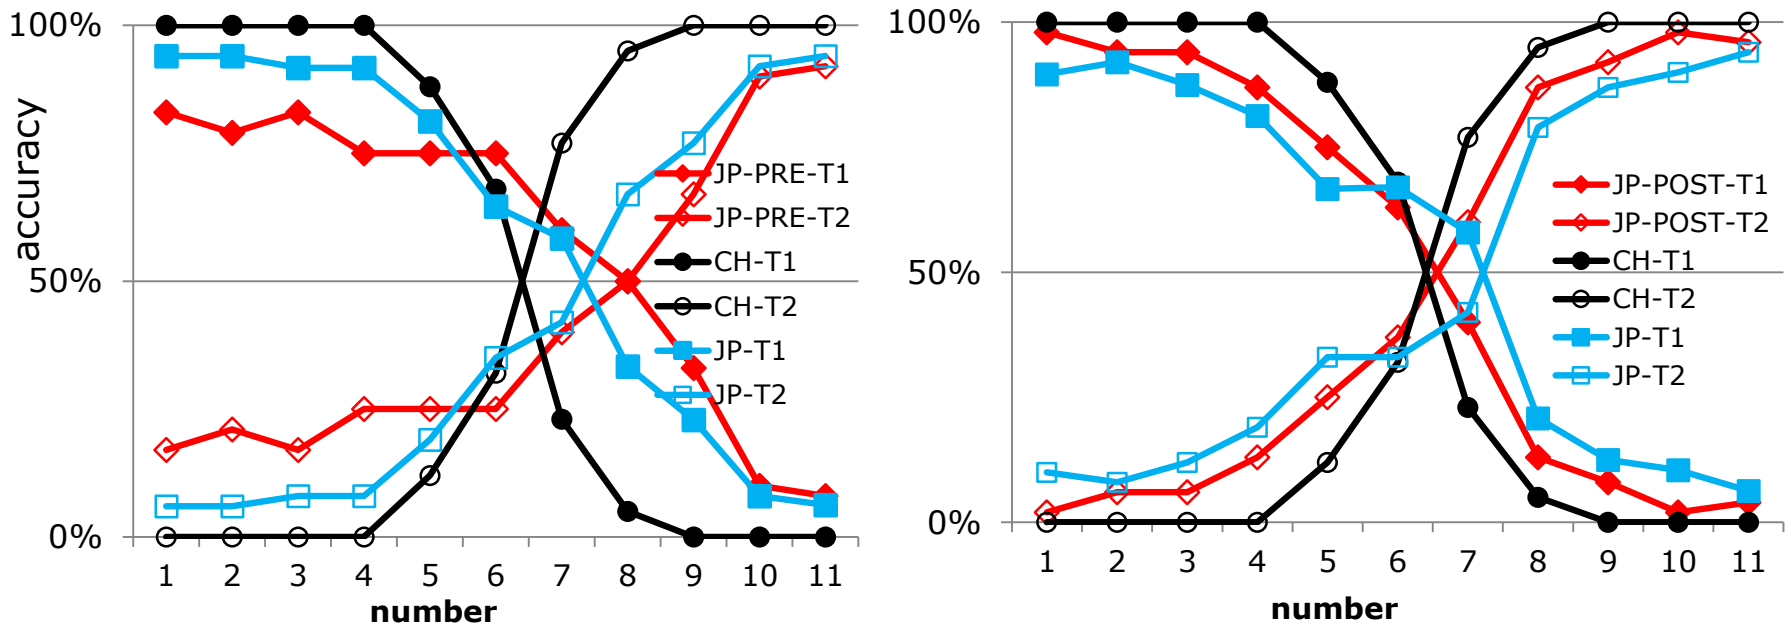 100%
50%
0%
accuracy
JP-PRE-T1
JP-PRE-T2
CH-T1
CH-T2
JP-T1
JP-T2
1 2 3 4 5 6 7 8 9 10 11
number
100%
50%
0%
JP-POST-T1
JP-POST-T2
CH-T1
CH-T2
JP-T1
JP-T2
1 2 3 4 5 6 7 8 9 10 11
number